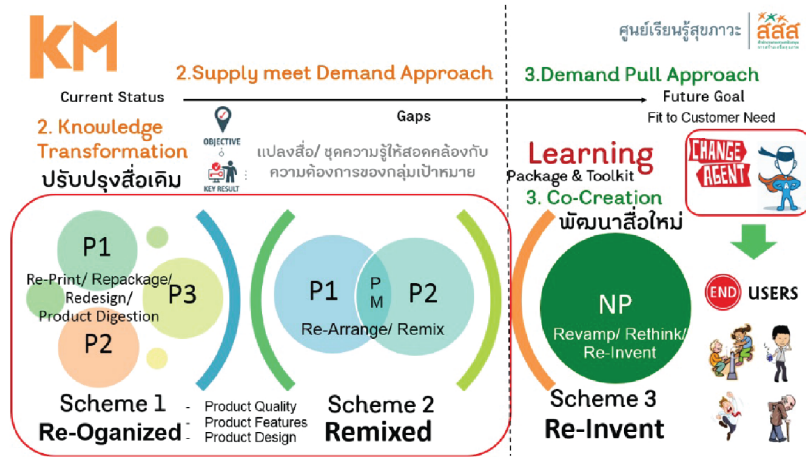 KM
ศูนย์เรียนรู้สุขภาวะ
สสส
2.Supply meet Demand Approach
3.Demand Pull Approach
Current Status
Gaps
Future Goal
Fit to Customer Need
2. Knowledge
Transformation
ปรับปรุงสื่อเดิม
OBJECTIVE
KEY RESULT
แปลงสื่อ/ ชุดความรู้ให้สอดคล้องกับ
ความต้องการของกลุ่มเป้าหมาย
Learning
Package & Toolkit
3. Co-Creation
พัฒนาสื่อใหม่
CHANGE
AGENT
P1
Re-Print/ Repackage/
Redesign/
Product Digestion
P3
P2
P1
P
M
P2
Re-Arrange/ Remix
NP
Revamp/ Rethink/
Re-Invent
END USERS
Scheme 1
Re-Oganized
- Product Quality
- Product Features
- Product Design
Scheme 2
Remixed
Scheme 3
Re-Invent